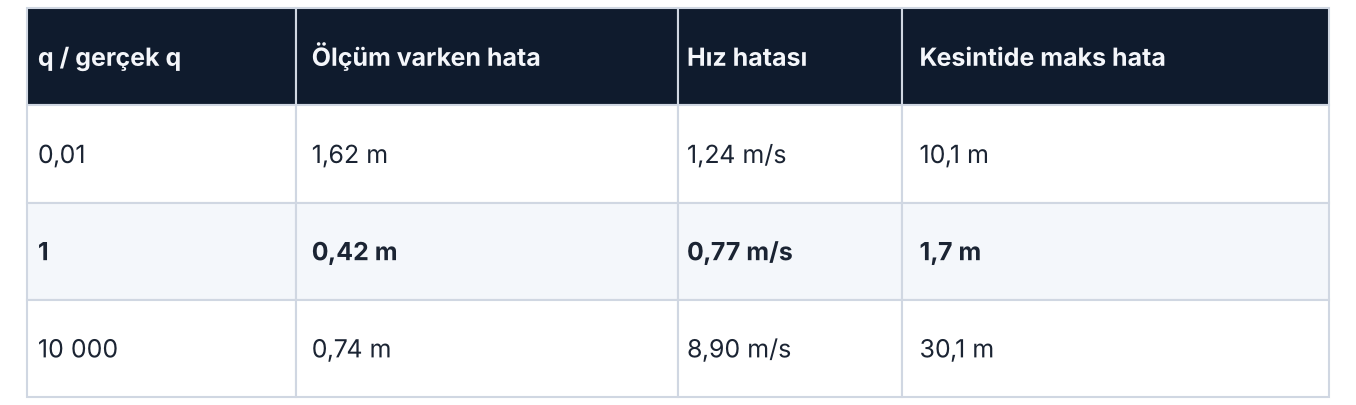 q / gerçek q Ölçüm varken hata Hız hatası Kesintide maks hata
0,01 1,62 m 1,24 m/s 10,1 m
1 0,42 m 0,77 m/s 1,7 m
10 000 0,74 m 8,90 m/s 30,1 m